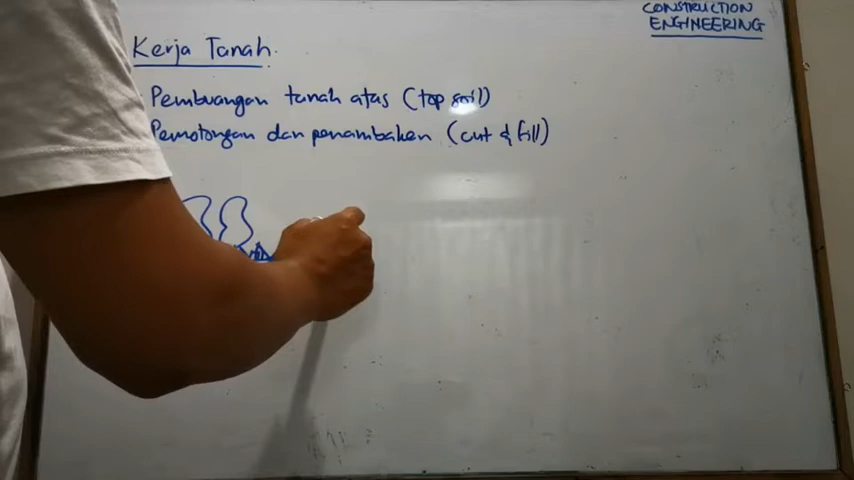 CONSTRUCTION
ENGINEERING
Kerja Tanah.
Pembuangan tanah atas (top soil)
Pemotongan dan penambakan (cut & fill)